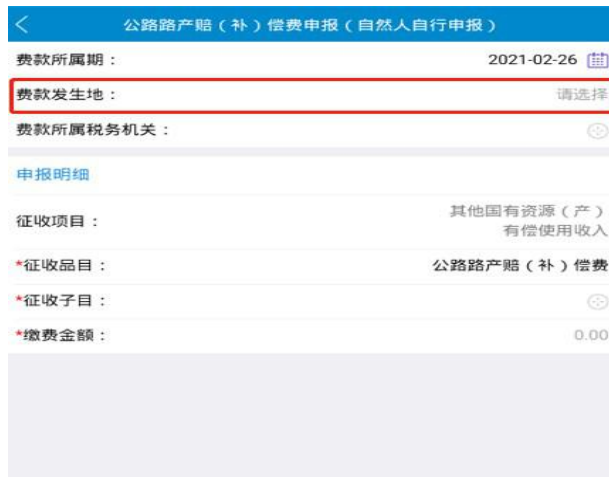 公路路产赔（补）偿费申报（自然人自行申报）
费款所属期： 2021-02-26
费款发生地： 请选择
费款所属税务机关：
申报明细
征收项目： 其他国有资源（产）
有偿使用收入
*征收品目： 公路路产赔（补）偿费
*征收子目：
*缴费金额： 0.00